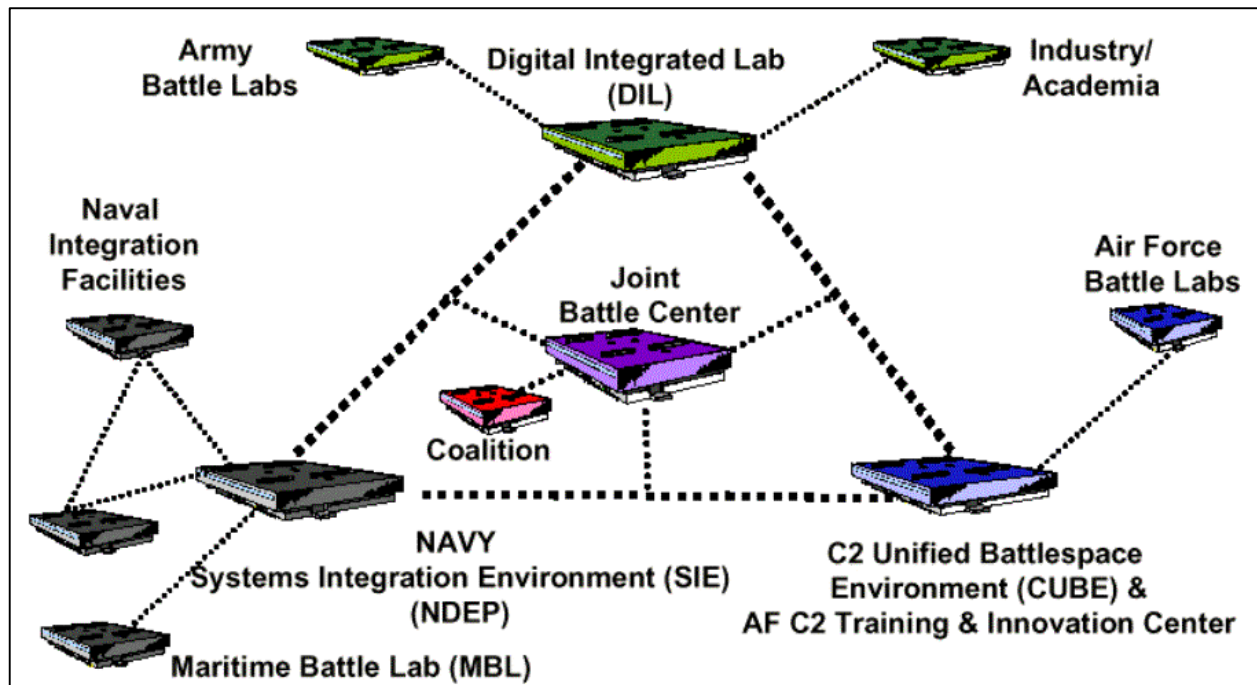 Army
Battle Labs
Digital Integrated Lab
(DIL)
Industry/
Academia
Naval
Integration
Facilities
Joint
Battle Center
Air Force
Battle Labs
Coalition
NAVY
Systems Integration Environment (SIE)
(NDEP)
C2 Unified Battlespace
Environment (CUBE) &
AF C2 Training & Innovation Center
Maritime Battle Lab (MBL)